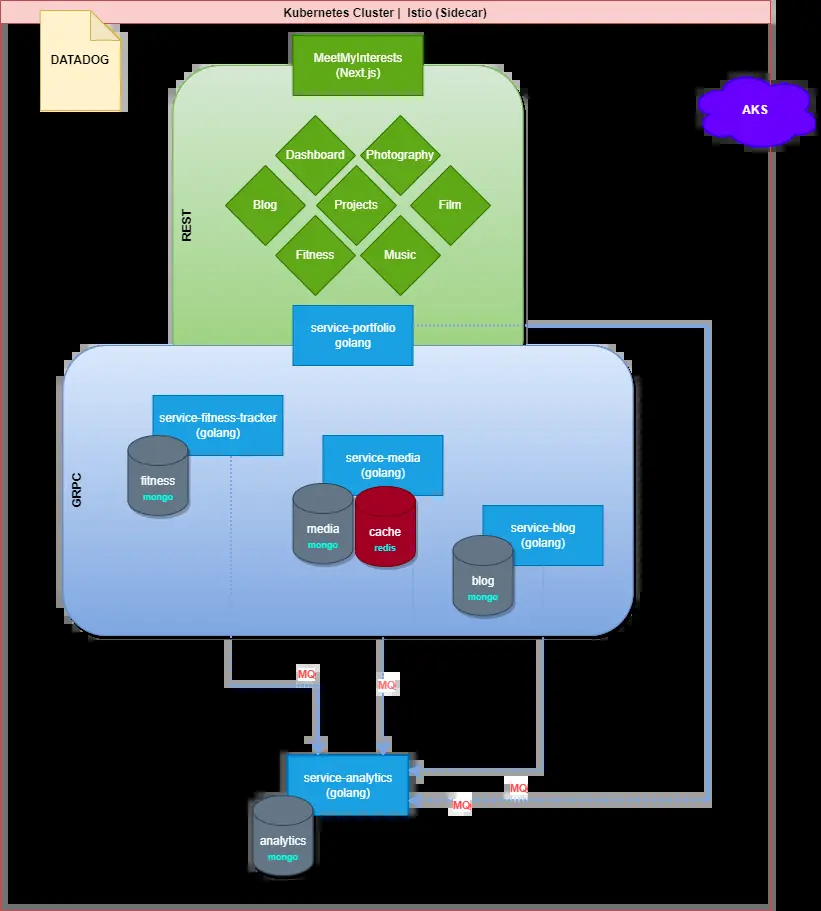 Kubernetes Cluster | Istio (Sidecar)
DATADOG
MeetMyInterests
(Next.js)
AKS
Dashboard
Photography
Blog
Projects
Film
Fitness
Music
REST
service-portfolio
golang
service-fitness-tracker
(golang)
fitness
mongo
service-media
(golang)
media
mongo
cache
redis
service-blog
(golang)
blog
mongo
GRPC
MQ
MQ
service-analytics
(golang)
MQ
MQ
analytics
mongo